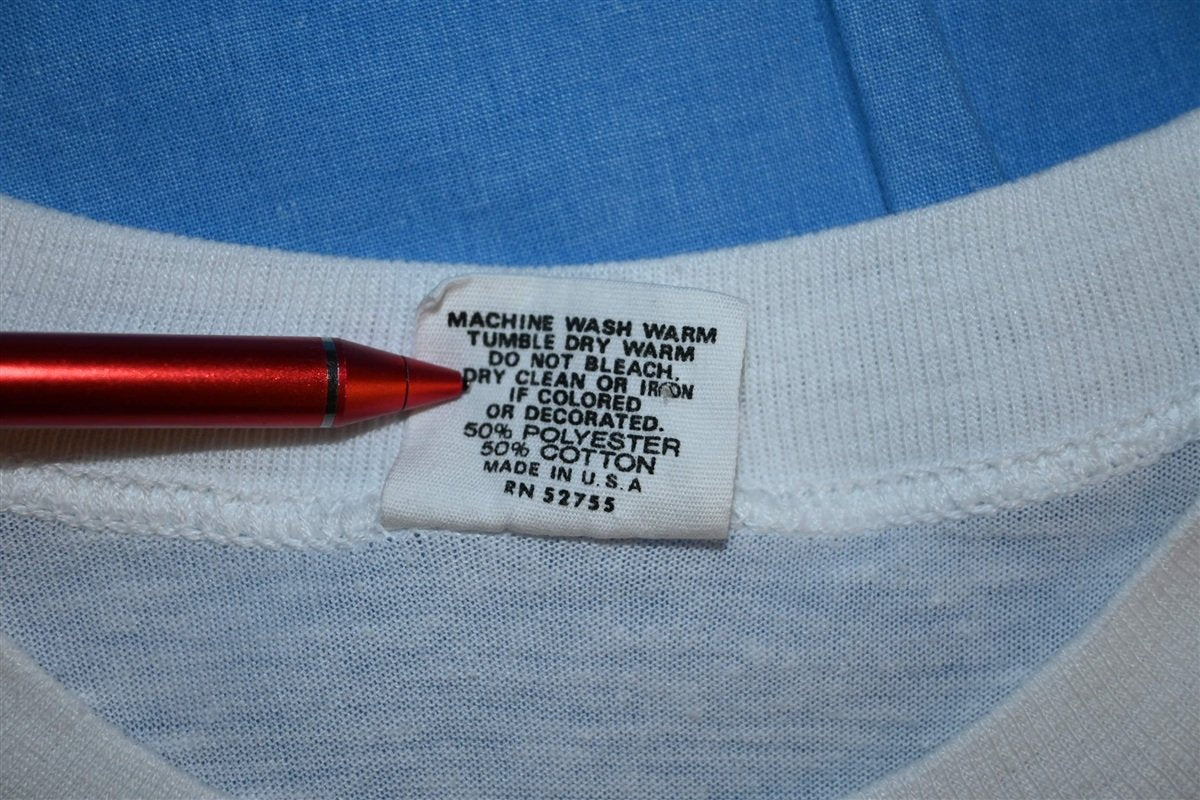 MACHINE WASH WARM
TUMBLE DRY WARM
DO NOT BLEACH.
DRY CLEAN OR IRON
IF COLORED
OR DECORATED.
50% POLYESTER
50% COTTON
MADE IN U.S.A
RN 52755